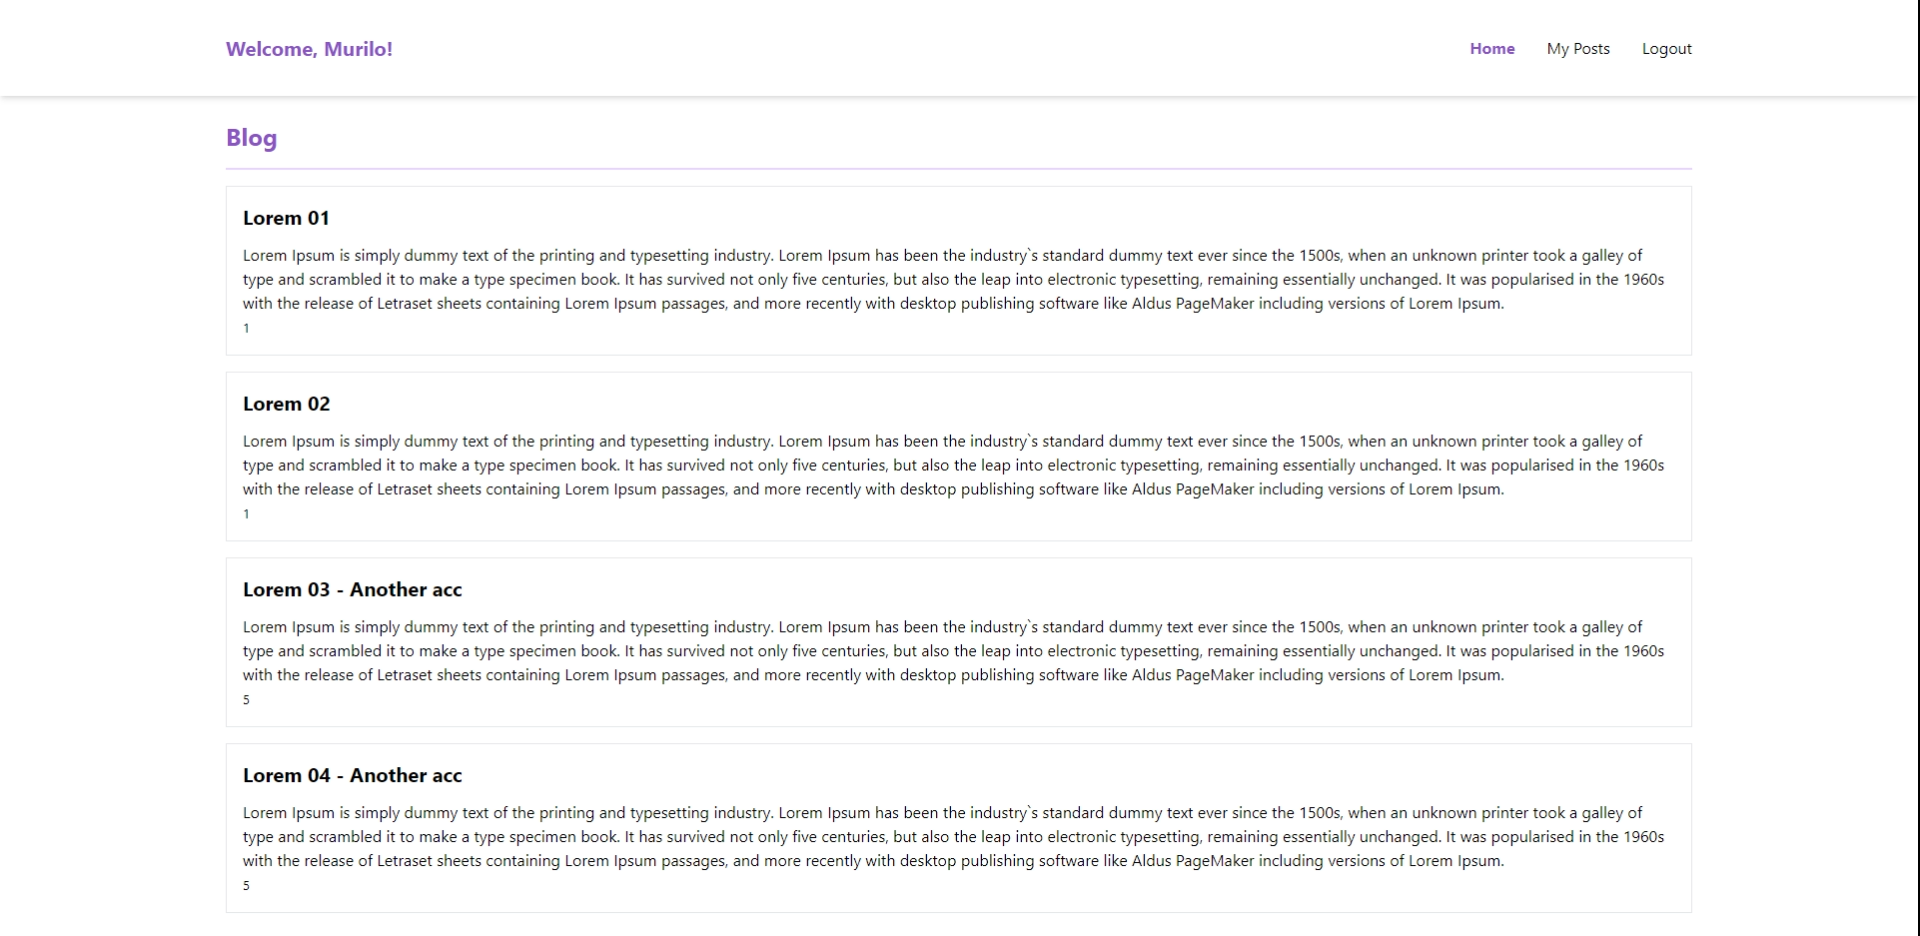 Welcome, Murilo!
Home My Posts Logout
Blog
Lorem 01
Lorem Ipsum is simply dummy text of the printing and typesetting industry. Lorem Ipsum has been the industry`s standard dummy text ever since the 1500s, when an unknown printer took a galley of
type and scrambled it to make a type specimen book. It has survived not only five centuries, but also the leap into electronic typesetting, remaining essentially unchanged. It was popularised in the 1960s
with the release of Letraset sheets containing Lorem Ipsum passages, and more recently with desktop publishing software like Aldus PageMaker including versions of Lorem Ipsum.
1
Lorem 02
Lorem Ipsum is simply dummy text of the printing and typesetting industry. Lorem Ipsum has been the industry`s standard dummy text ever since the 1500s, when an unknown printer took a galley of
type and scrambled it to make a type specimen book. It has survived not only five centuries, but also the leap into electronic typesetting, remaining essentially unchanged. It was popularised in the 1960s
with the release of Letraset sheets containing Lorem Ipsum passages, and more recently with desktop publishing software like Aldus PageMaker including versions of Lorem Ipsum.
1
Lorem 03 - Another acc
Lorem Ipsum is simply dummy text of the printing and typesetting industry. Lorem Ipsum has been the industry`s standard dummy text ever since the 1500s, when an unknown printer took a galley of
type and scrambled it to make a type specimen book. It has survived not only five centuries, but also the leap into electronic typesetting, remaining essentially unchanged. It was popularised in the 1960s
with the release of Letraset sheets containing Lorem Ipsum passages, and more recently with desktop publishing software like Aldus PageMaker including versions of Lorem Ipsum.
5
Lorem 04 - Another acc
Lorem Ipsum is simply dummy text of the printing and typesetting industry. Lorem Ipsum has been the industry`s standard dummy text ever since the 1500s, when an unknown printer took a galley of
type and scrambled it to make a type specimen book. It has survived not only five centuries, but also the leap into electronic typesetting, remaining essentially unchanged. It was popularised in the 1960s
with the release of Letraset sheets containing Lorem Ipsum passages, and more recently with desktop publishing software like Aldus PageMaker including versions of Lorem Ipsum.
5